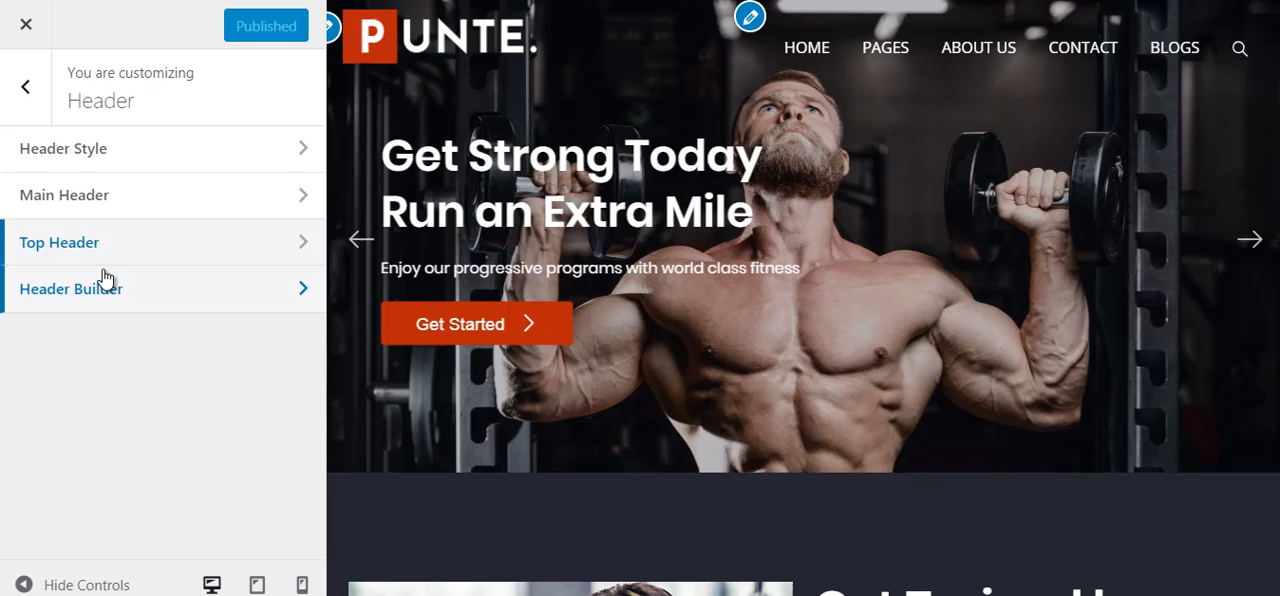 Published
You are customizing
Header
Header Style
Main Header
Top Header
Header Builder
Hide Controls
PUNTE.
HOME PAGES ABOUT US CONTACT BLOGS
Get Strong Today
Run an Extra Mile
Enjoy our progressive programs with world class fitness
Get Started